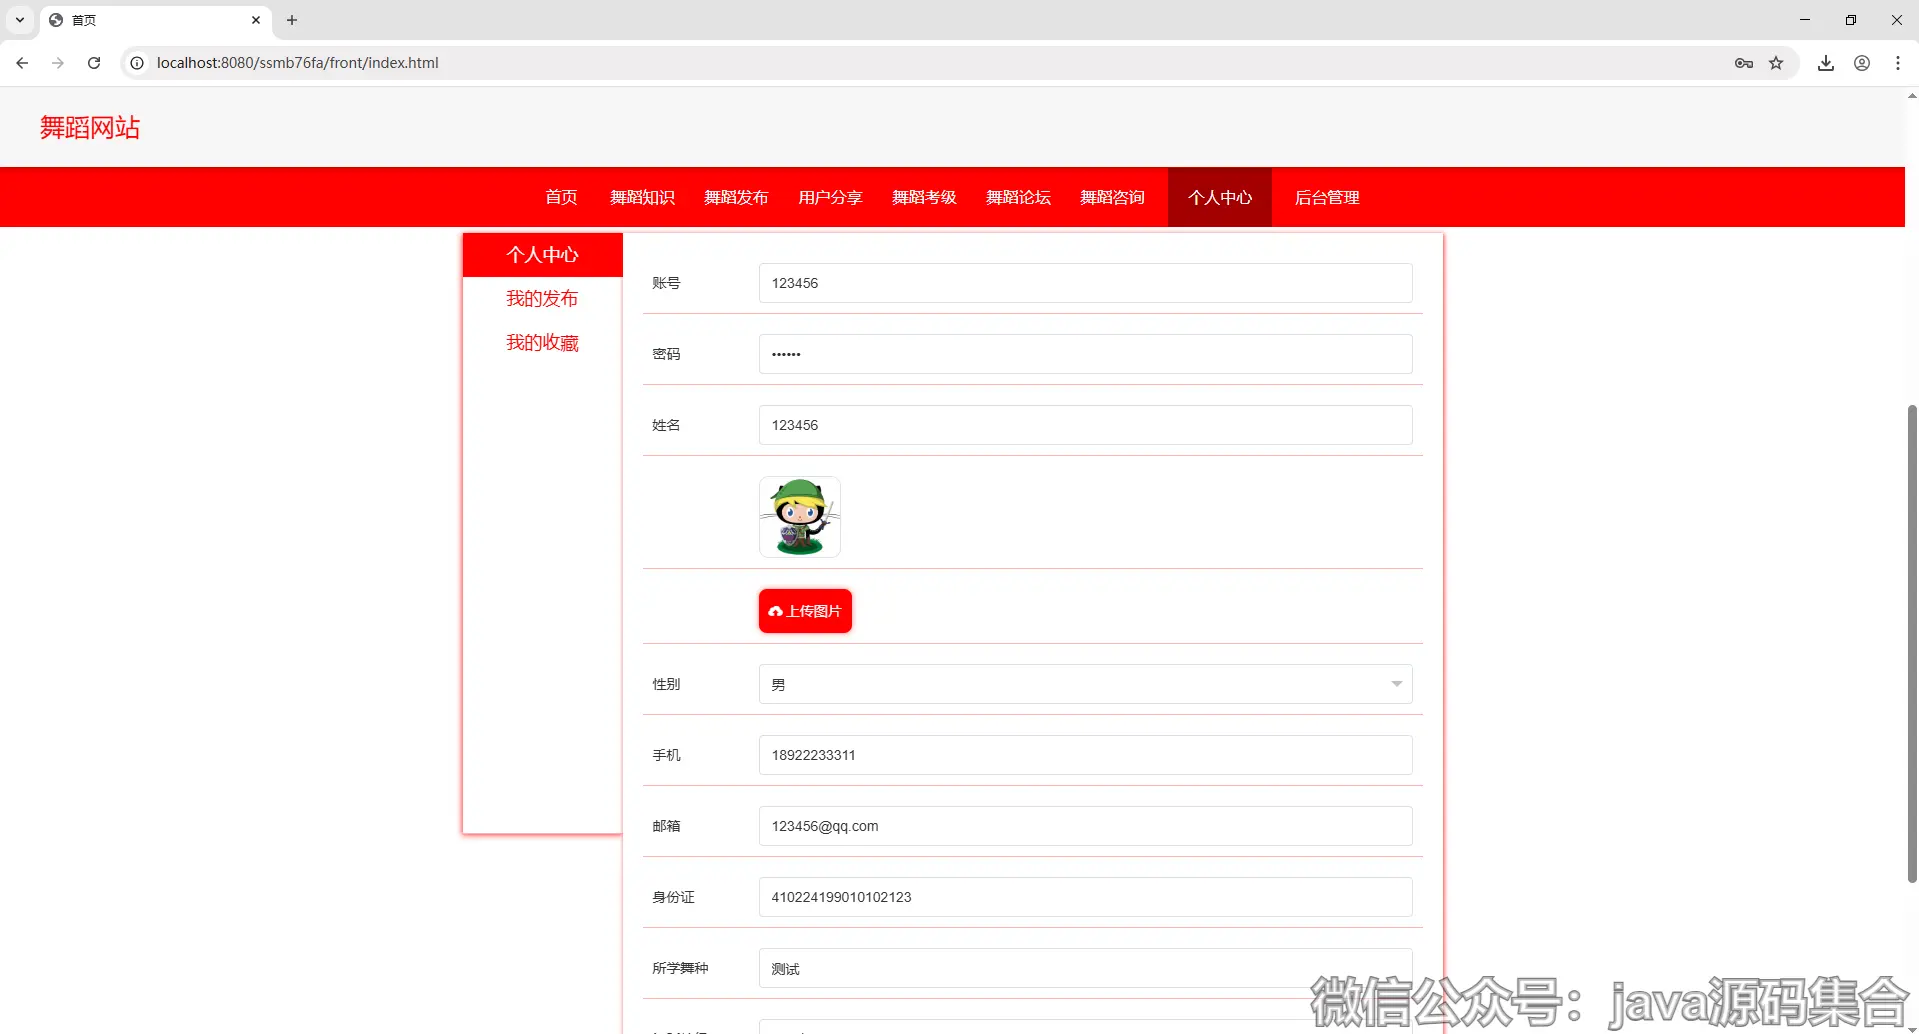 首页
localhost:8080/ssmb76fa/front/index.html
舞蹈网站
首页 舞蹈知识 舞蹈发布 用户分享 舞蹈考级 舞蹈论坛 舞蹈咨询 个人中心 后台管理
个人中心
我的发布
我的收藏
账号 123456
密码 ••••••
姓名 123456
上传图片
性别 男
手机 18922233311
邮箱 123456@qq.com
身份证 410224199010102123
所学舞种 测试
微信公众号：java源码集合